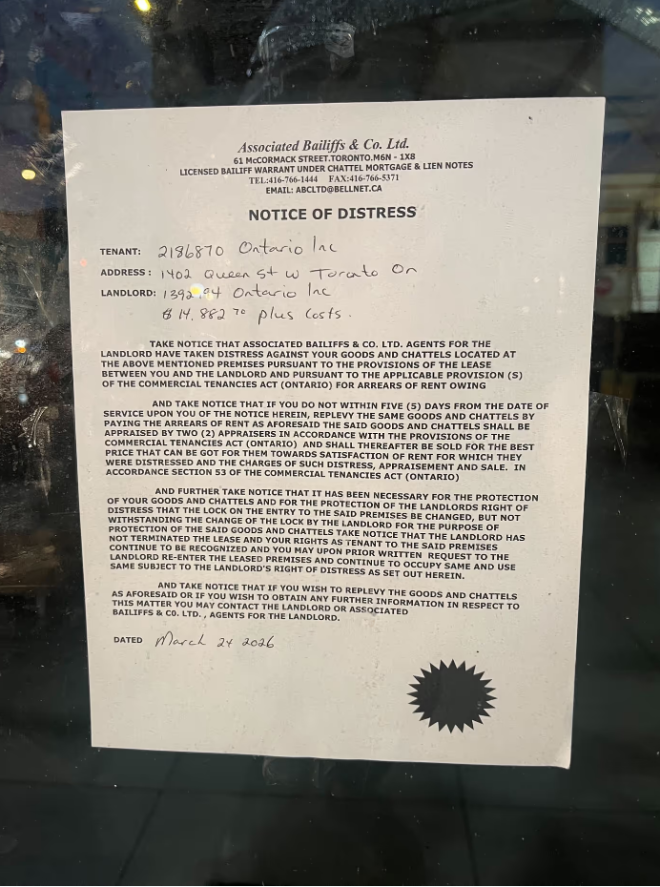 Associated Bailiffs & Co. Ltd.
61 McCORMACK STREET.TORONTO.M6N - 1X8
LICENSED BAILIFF WARRANT UNDER CHATTEL MORTGAGE & LIEN NOTES
TEL:416-766-1444 FAX:416-766-5371
EMAIL: ABCLTD@BELLNET.CA
NOTICE OF DISTRESS
TENANT: 2186870 Ontario Inc
ADDRESS: 1402 Queen St W Toronto On
LANDLORD: Ontario Inc
$ 14,882 70 plus costs.
TAKE NOTICE THAT ASSOCIATED BAILIFFS & CO. LTD. AGENTS FOR THE
LANDLORD HAVE TAKEN DISTRESS AGAINST YOUR GOODS AND CHATTELS LOCATED AT
THE ABOVE MENTIONED PREMISES PURSUANT TO THE PROVISIONS OF THE LEASE
BETWEEN YOU AND THE LANDLORD AND PURSUANT TO THE APPLICABLE PROVISION (S)
OF THE COMMERCIAL TENANCIES ACT (ONTARIO) FOR ARREARS OF RENT OWING
AND TAKE NOTICE THAT IF YOU DO NOT WITHIN FIVE (5) DAYS FROM THE DATE OF
SERVICE UPON YOU OF THE NOTICE HEREIN, REPLEVY THE SAME GOODS AND CHATTELS BY
PAYING THE ARREARS OF RENT AS AFORESAID THE SAID GOODS AND CHATTELS SHALL BE
APPRAISED BY TWO (2) APPRAISERS IN ACCORDANCE WITH THE PROVISIONS OF THE
COMMERCIAL TENANCIES ACT (ONTARIO) AND SHALL THEREAFTER BE SOLD FOR THE BEST
PRICE THAT CAN BE GOT FOR THEM TOWARDS SATISFACTION OF RENT FOR WHICH THEY
WERE DISTRESSED AND THE CHARGES OF SUCH DISTRESS, APPRAISEMENT AND SALE. IN
ACCORDANCE SECTION 53 OF THE COMMERCIAL TENANCIES ACT (ONTARIO)
AND FURTHER TAKE NOTICE THAT IT HAS BEEN NECESSARY FOR THE PROTECTION
OF YOUR GOODS AND CHATTELS AND FOR THE PROTECTION OF THE LANDLORDS RIGHT OF
DISTRESS THAT THE LOCK ON THE ENTRY TO THE SAID PREMISES BE CHANGED, BUT NOT
WITHSTANDING THE CHANGE OF THE LOCK BY THE LANDLORD FOR THE PURPOSE OF
PROTECTION OF THE SAID GOODS AND CHATTELS TAKE NOTICE THAT THE LANDLORD HAS
NOT TERMINATED THE LEASE AND YOUR RIGHTS AS TENANT TO THE SAID PREMISES
CONTINUE TO BE RECOGNIZED AND YOU MAY UPON PRIOR WRITTEN REQUEST TO THE
LANDLORD RE-ENTER THE LEASED PREMISES AND CONTINUE TO OCCUPY SAME AND USE
SAME SUBJECT TO THE LANDLORD'S RIGHT OF DISTRESS AS SET OUT HEREIN.
AND TAKE NOTICE THAT IF YOU WISH TO REPLEVY THE GOODS AND CHATTELS
AS AFORESAID OR IF YOU WISH TO OBTAIN ANY FURTHER INFORMATION IN RESPECT TO
THIS MATTER YOU MAY CONTACT THE LANDLORD OR ASSOCIATED
BAILIFFS & CO. LTD., AGENTS FOR THE LANDLORD.
DATED March 24 2026